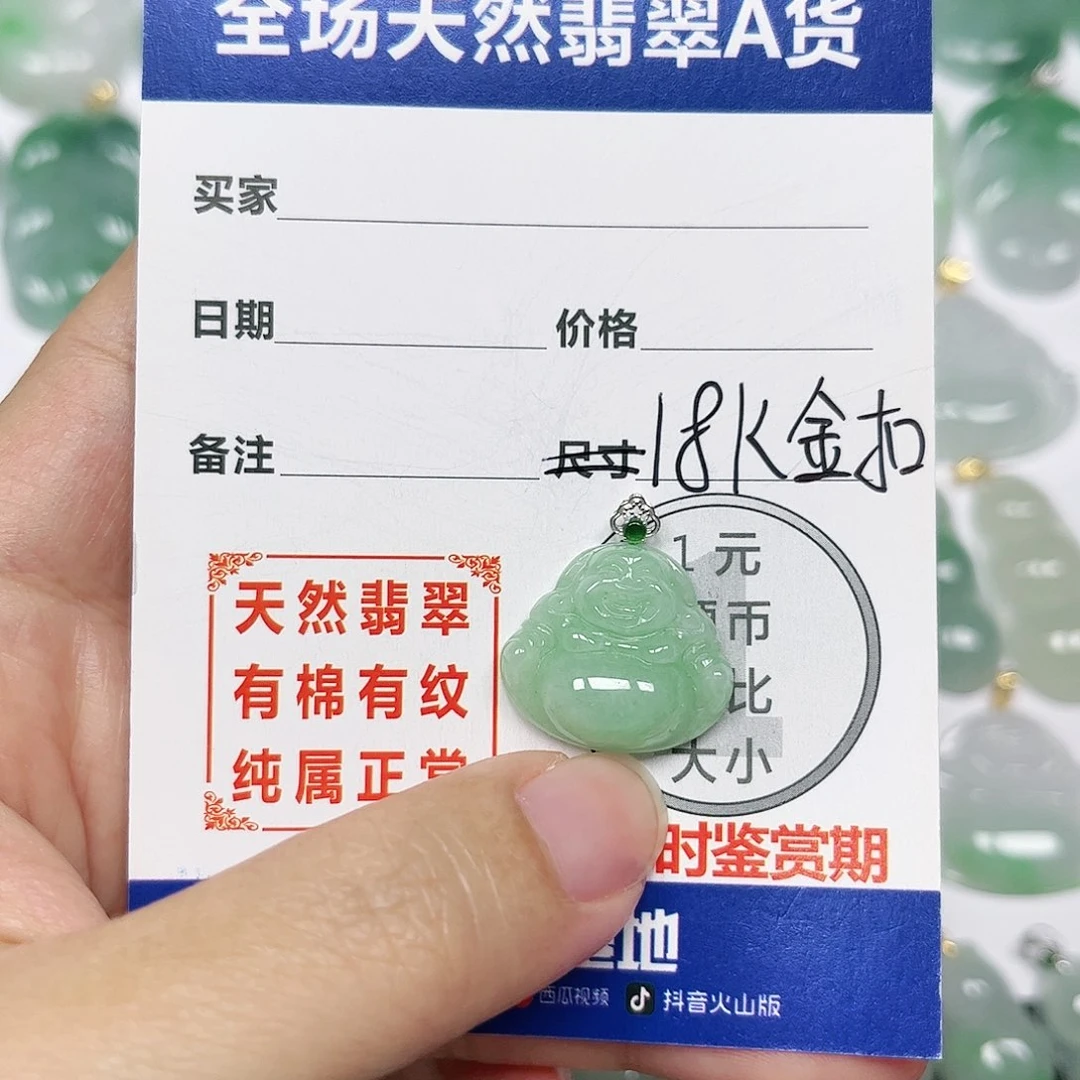 全场天然翡翠A货
买家
日期 价格
备注 尺寸 18K金扣
天然翡翠
有棉有纹
纯属正常
1元
币
比
大小
时鉴赏期
地
西瓜视频 抖音火山版